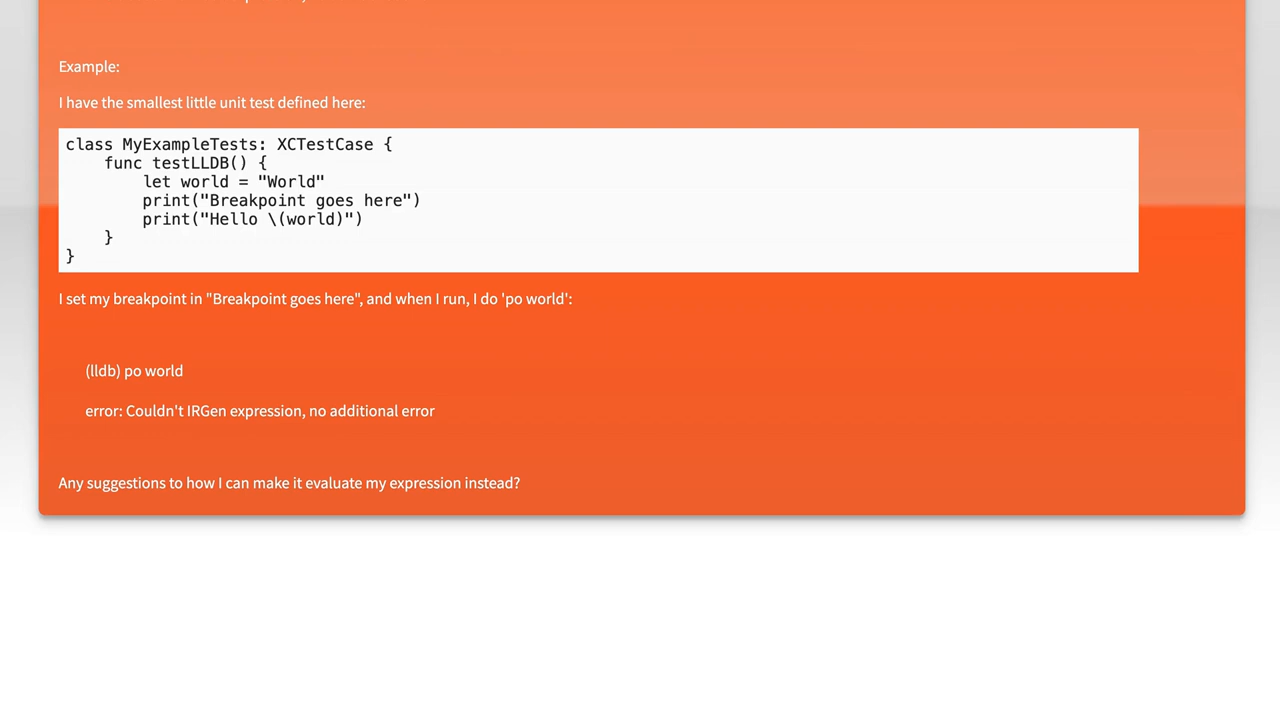 Example:
I have the smallest little unit test defined here:
class MyExampleTests: XCTestCase {
    func testLLDB() {
        let world = "World"
        print("Breakpoint goes here")
        print("Hello \(world)")
    }
}
I set my breakpoint in "Breakpoint goes here", and when I run, I do 'po world':
(lldb) po world
error: Couldn't IRGen expression, no additional error
Any suggestions to how I can make it evaluate my expression instead?